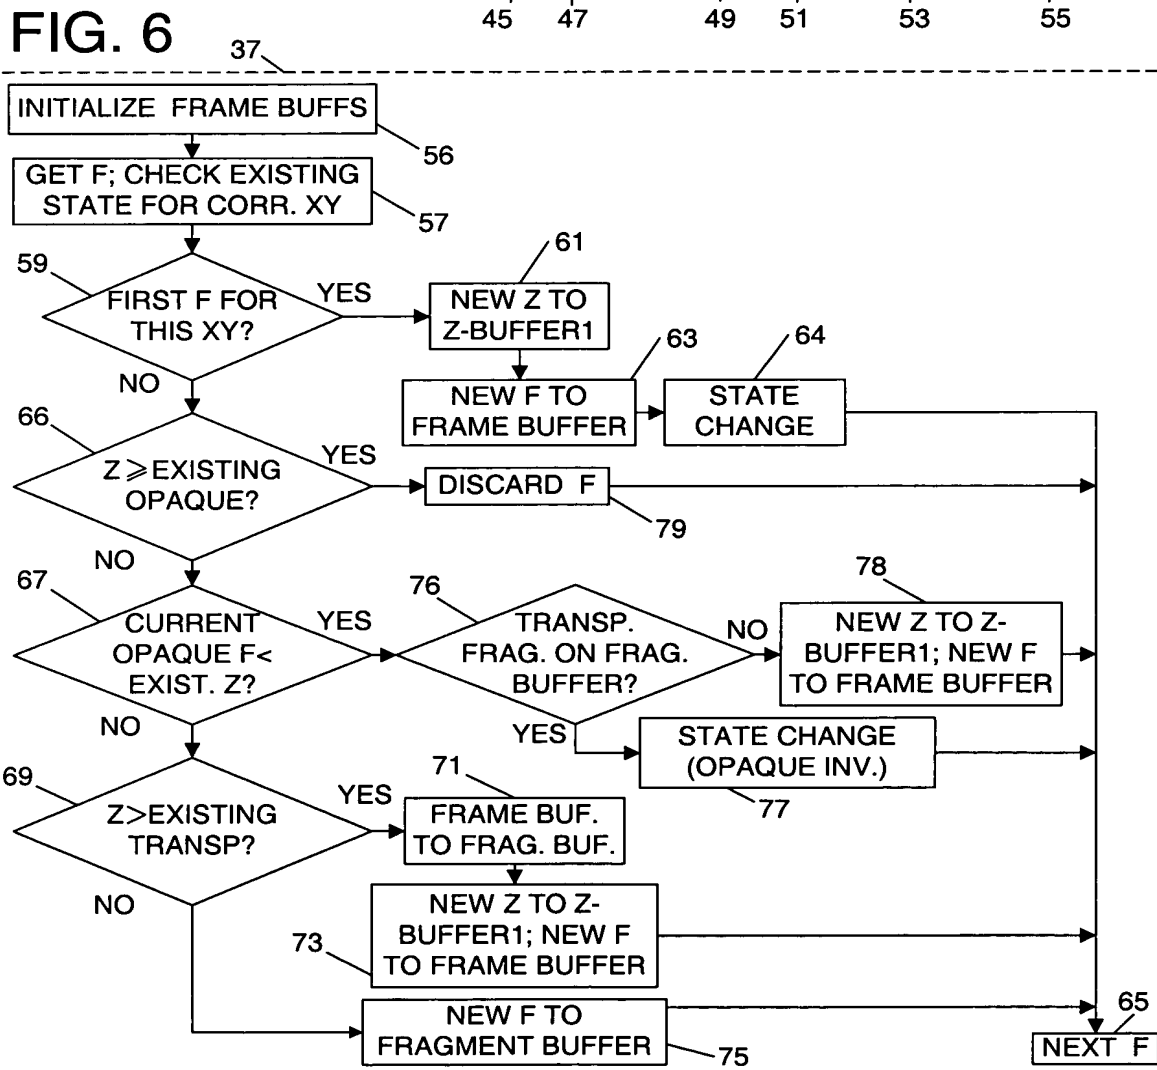 FIG. 6
45 47 49 51 53 55
37
INITIALIZE FRAME BUFFS
56
GET F; CHECK EXISTING
STATE FOR CORR. XY
57
59
FIRST F FOR
THIS XY?
YES
NO
61
NEW Z TO
Z-BUFFER1
63
NEW F TO
FRAME BUFFER
64
STATE
CHANGE
66
Z ⩾ EXISTING
OPAQUE?
YES
NO
DISCARD F
79
67
CURRENT
OPAQUE F<
EXIST. Z?
YES
NO
76
TRANSP.
FRAG. ON FRAG.
BUFFER?
NO
YES
78
NEW Z TO Z-
BUFFER1; NEW F
TO FRAME BUFFER
STATE CHANGE
(OPAQUE INV.)
77
69
Z>EXISTING
TRANSP?
YES
NO
71
FRAME BUF.
TO FRAG. BUF.
73
NEW Z TO Z-
BUFFER1; NEW F
TO FRAME BUFFER
NEW F TO
FRAGMENT BUFFER
75
65
NEXT F